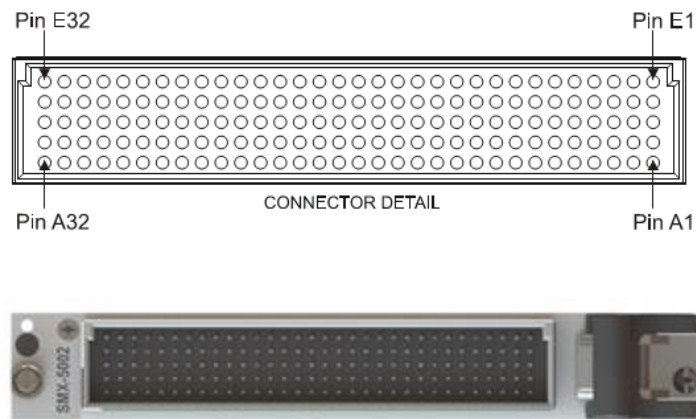 Pin E32
Pin E1
CONNECTOR DETAIL
Pin A32
Pin A1
SMX-5002